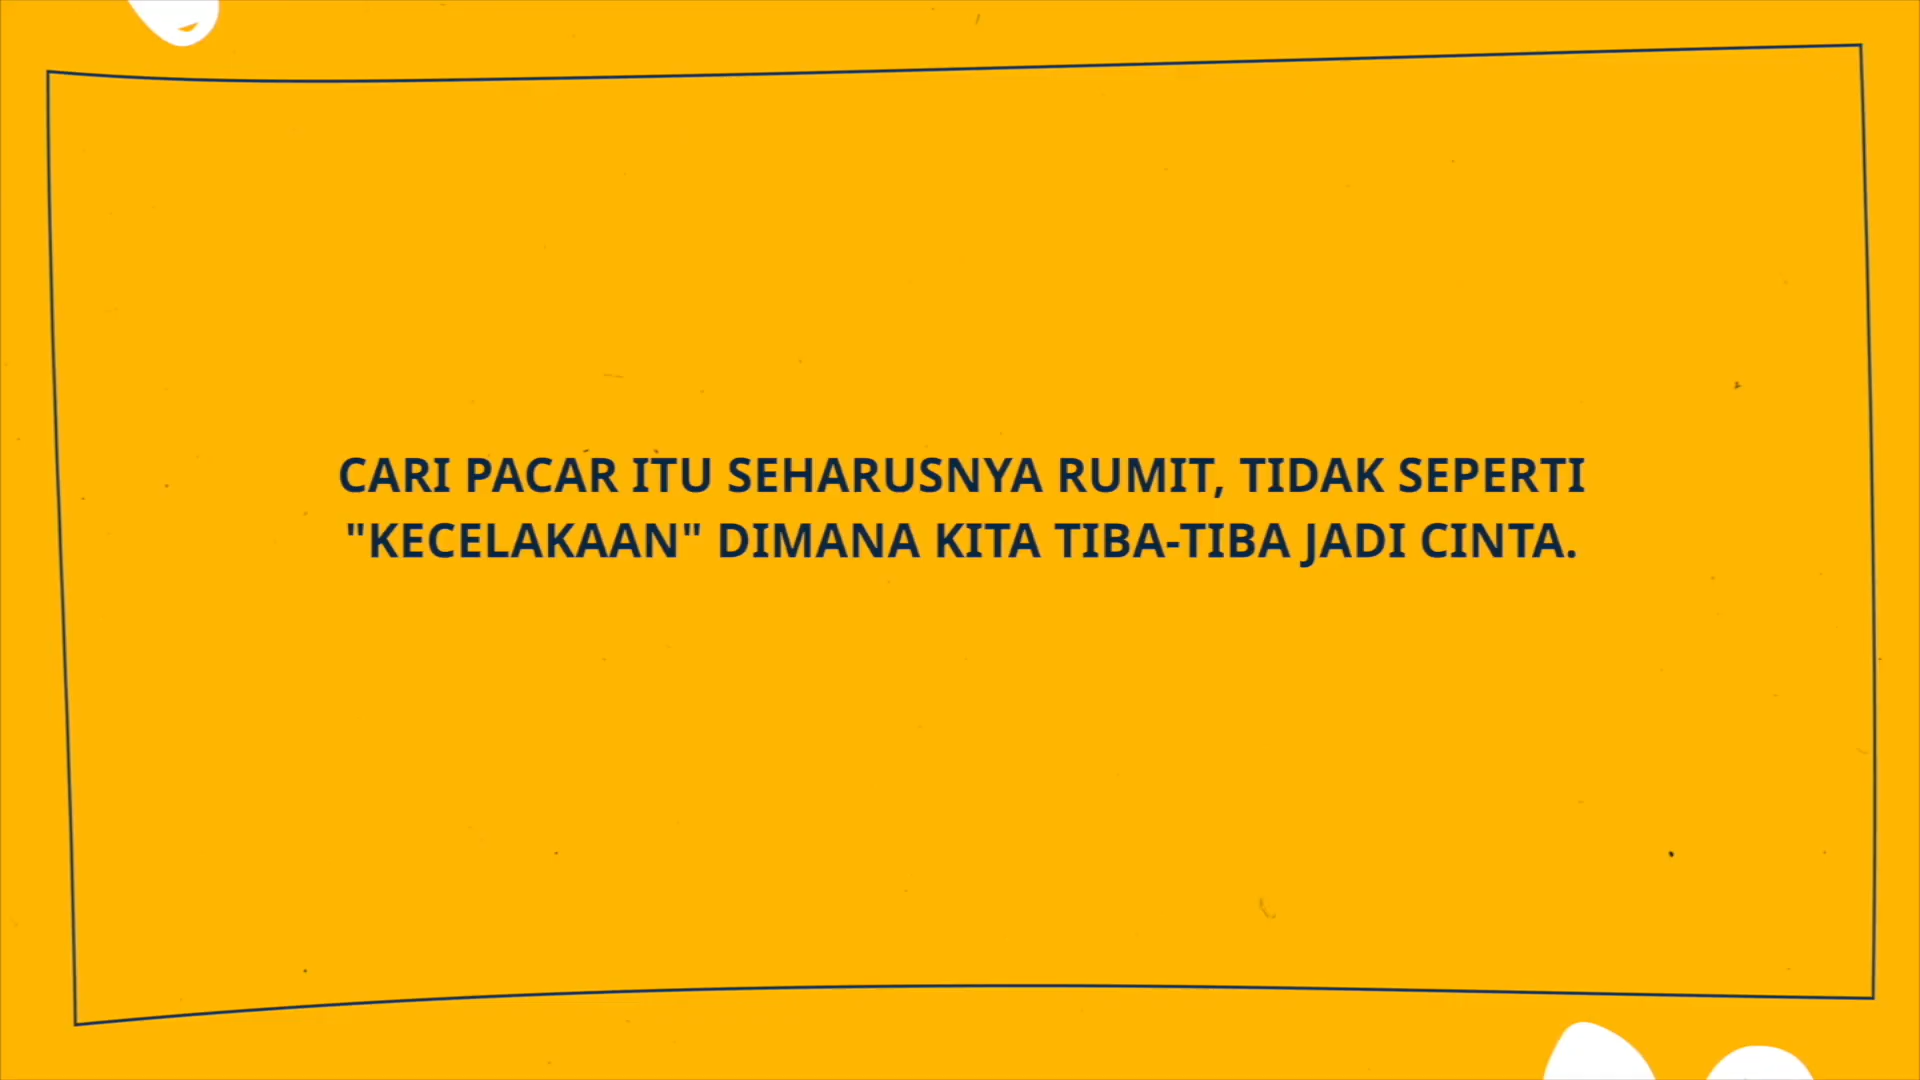 CARI PACAR ITU SEHARUSNYA RUMIT, TIDAK SEPERTI
"KECELAKAAN" DIMANA KITA TIBA-TIBA JADI CINTA.